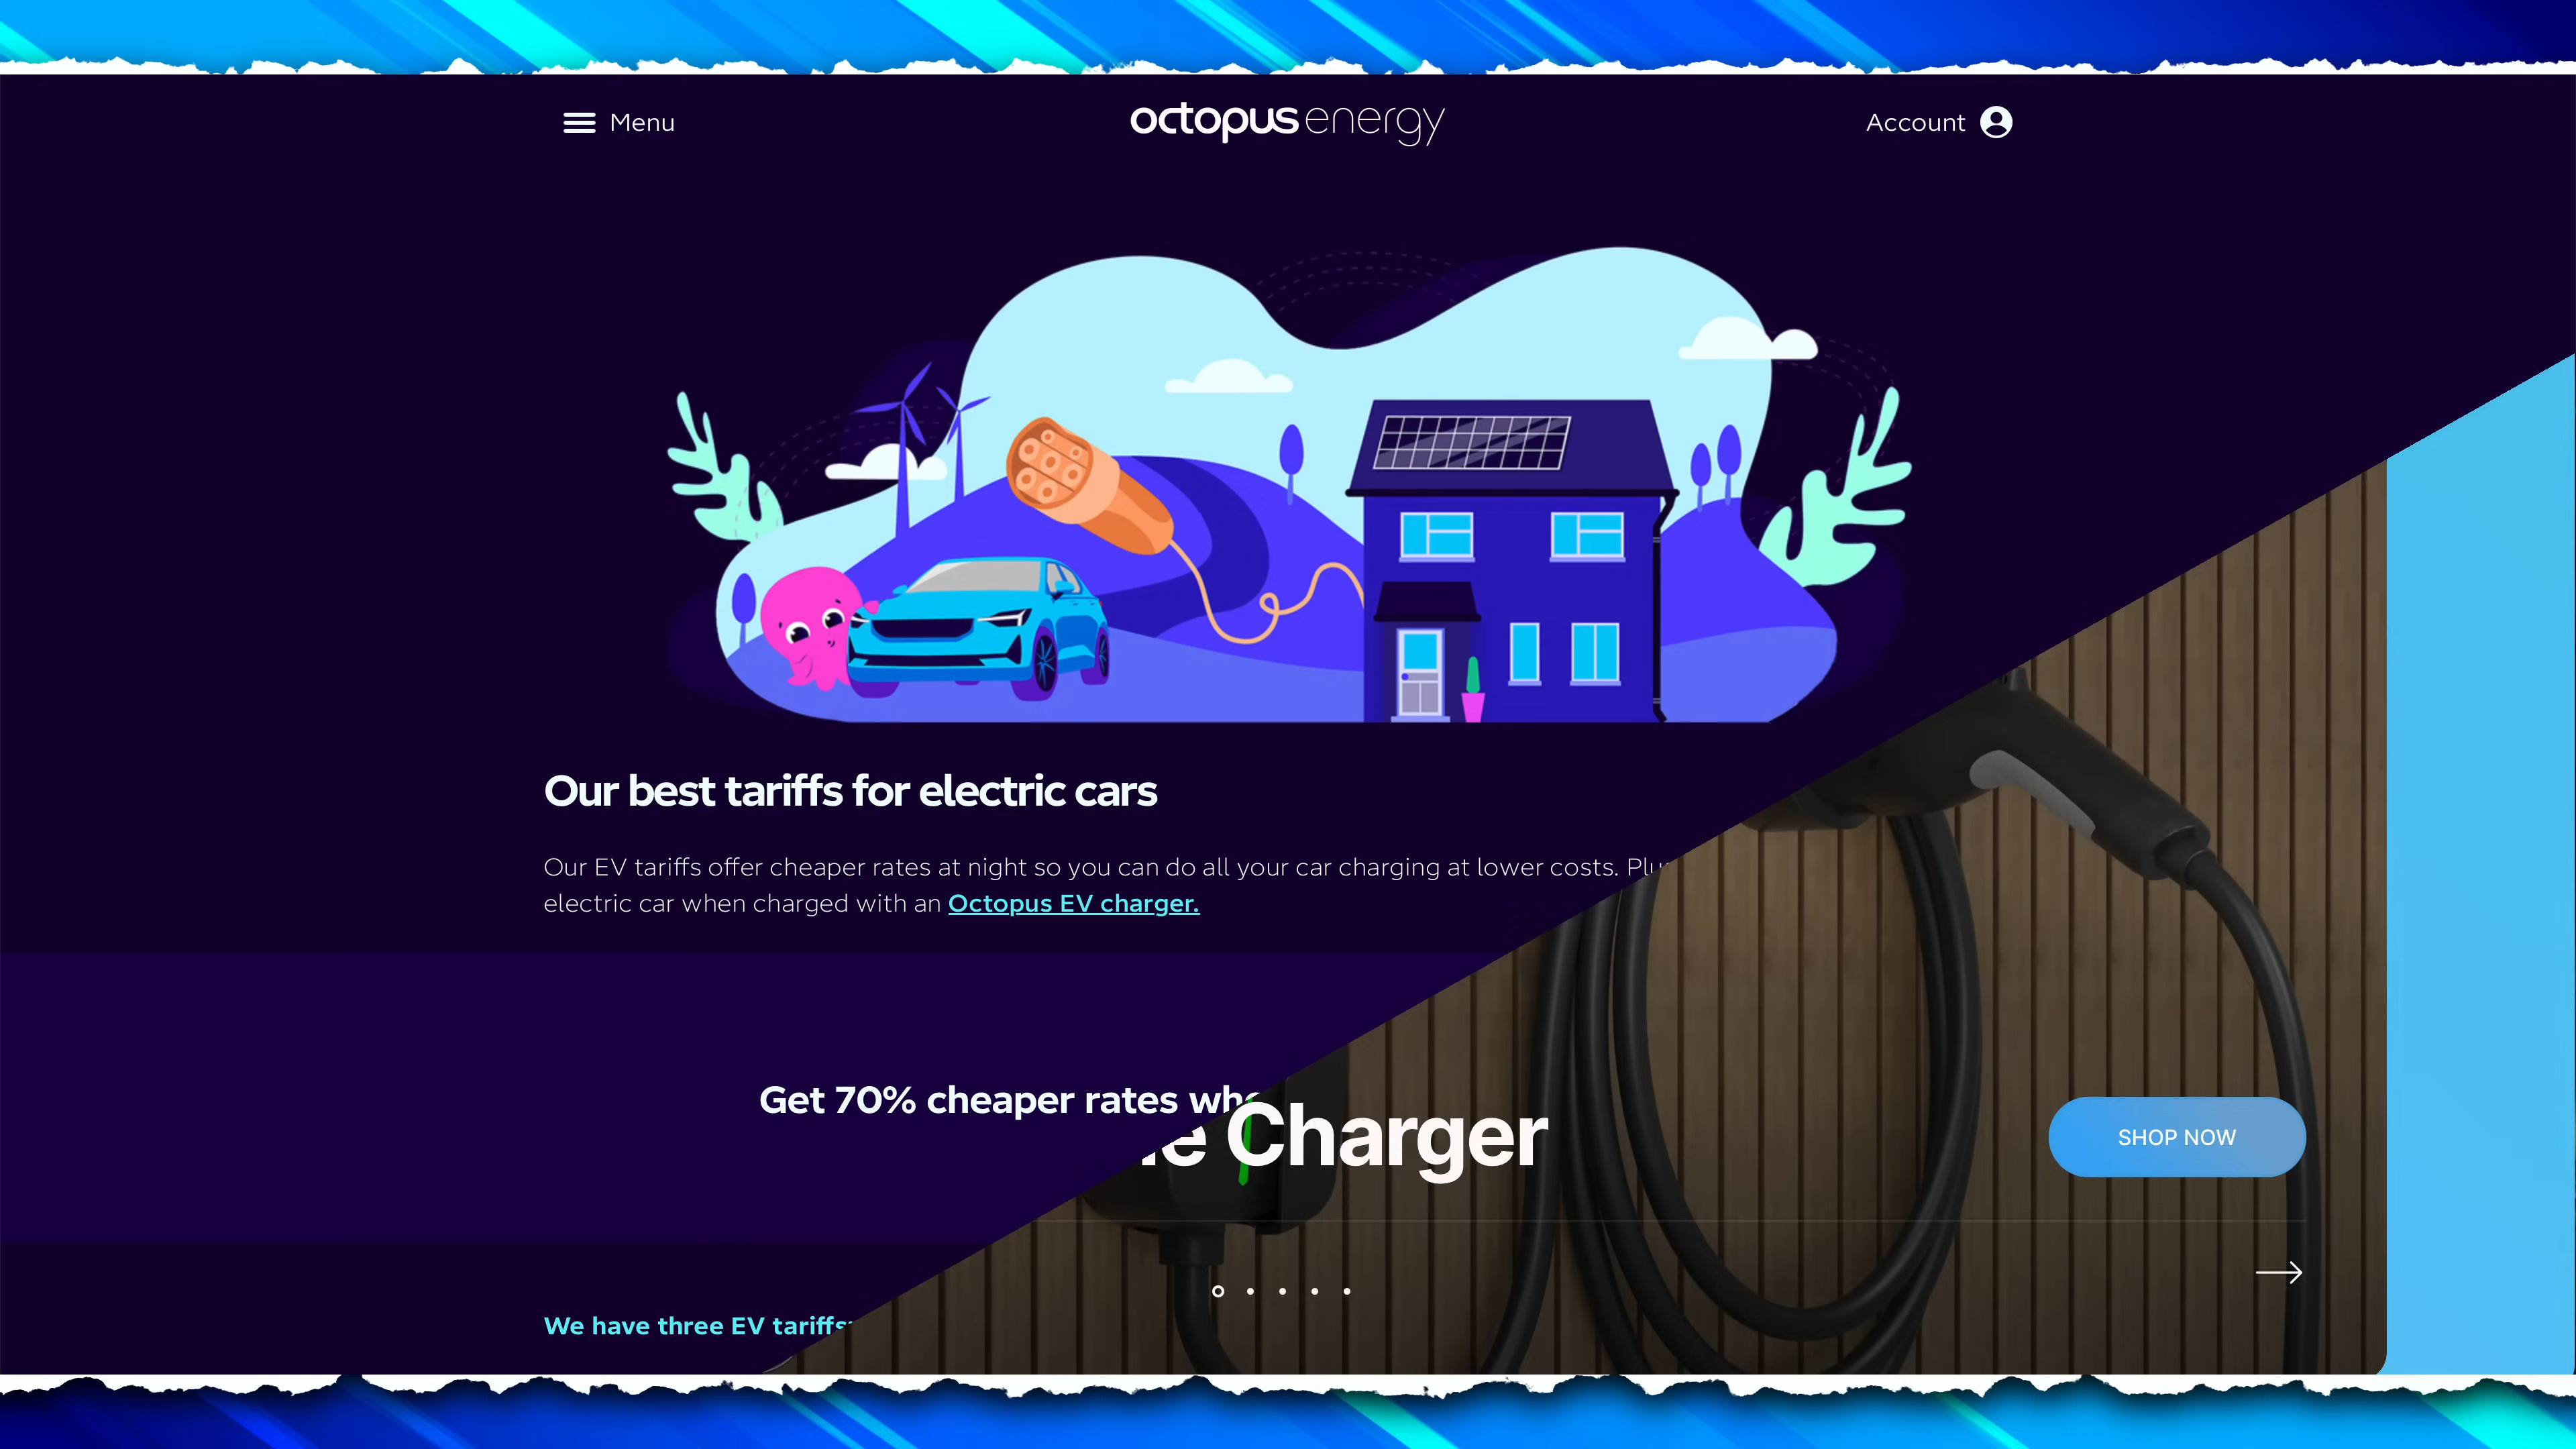 Menu
octopus energy
Account
Our best tariffs for electric cars
Our EV tariffs offer cheaper rates at night so you can do all your car charging at lower costs.
electric car when charged with an Octopus EV charger.
Get 70% cheaper rates
Charger
SHOP NOW
We have three EV tariffs